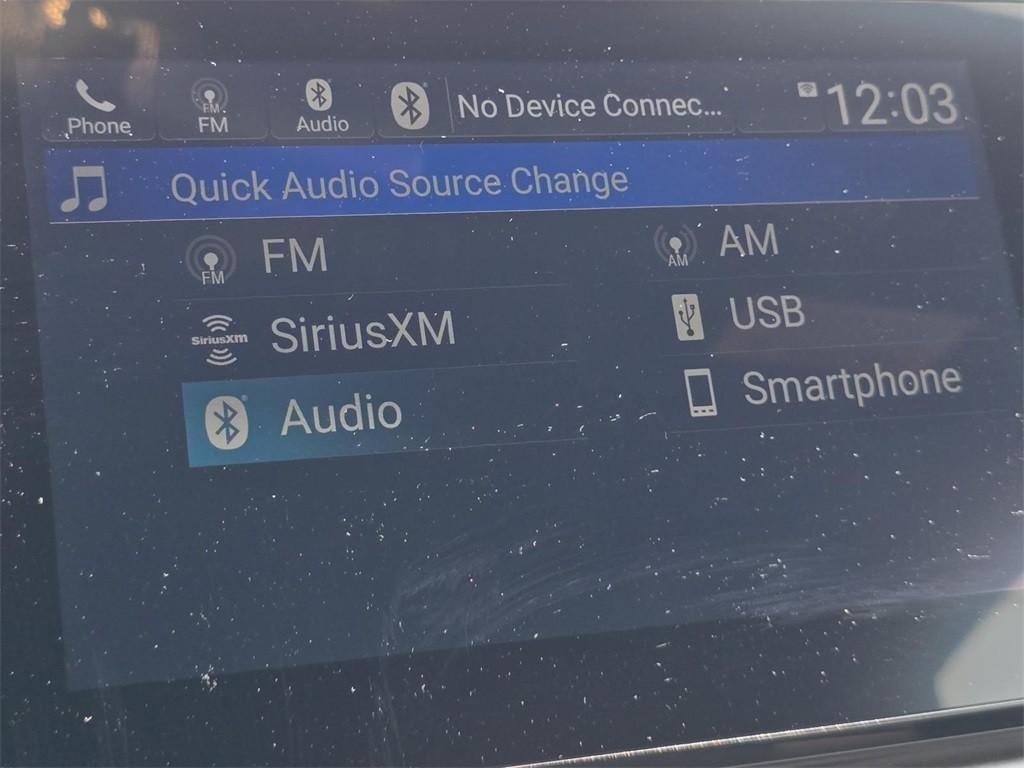 Phone
FM
FM
Audio
No Device Connec...
12:03
Quick Audio Source Change
FM
FM
AM
AM
SiriusXM
SiriusXM
USB
Audio
Smartphone